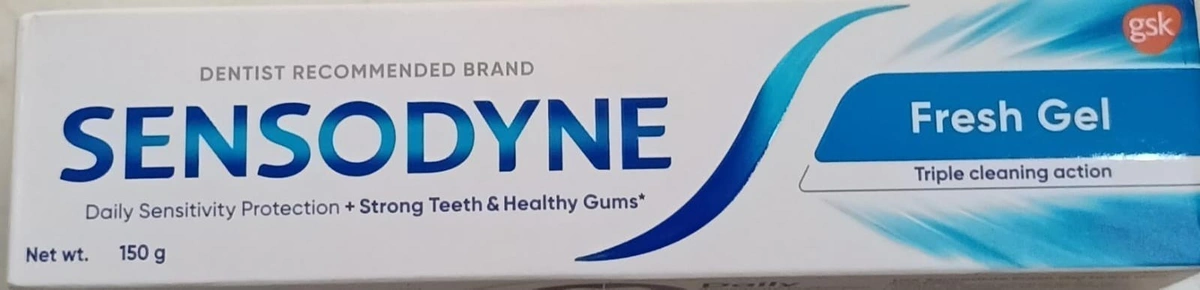 gsk
DENTIST RECOMMENDED BRAND
SENSODYNE
Daily Sensitivity Protection + Strong Teeth & Healthy Gums*
Net wt. 150 g
Fresh Gel
Triple cleaning action